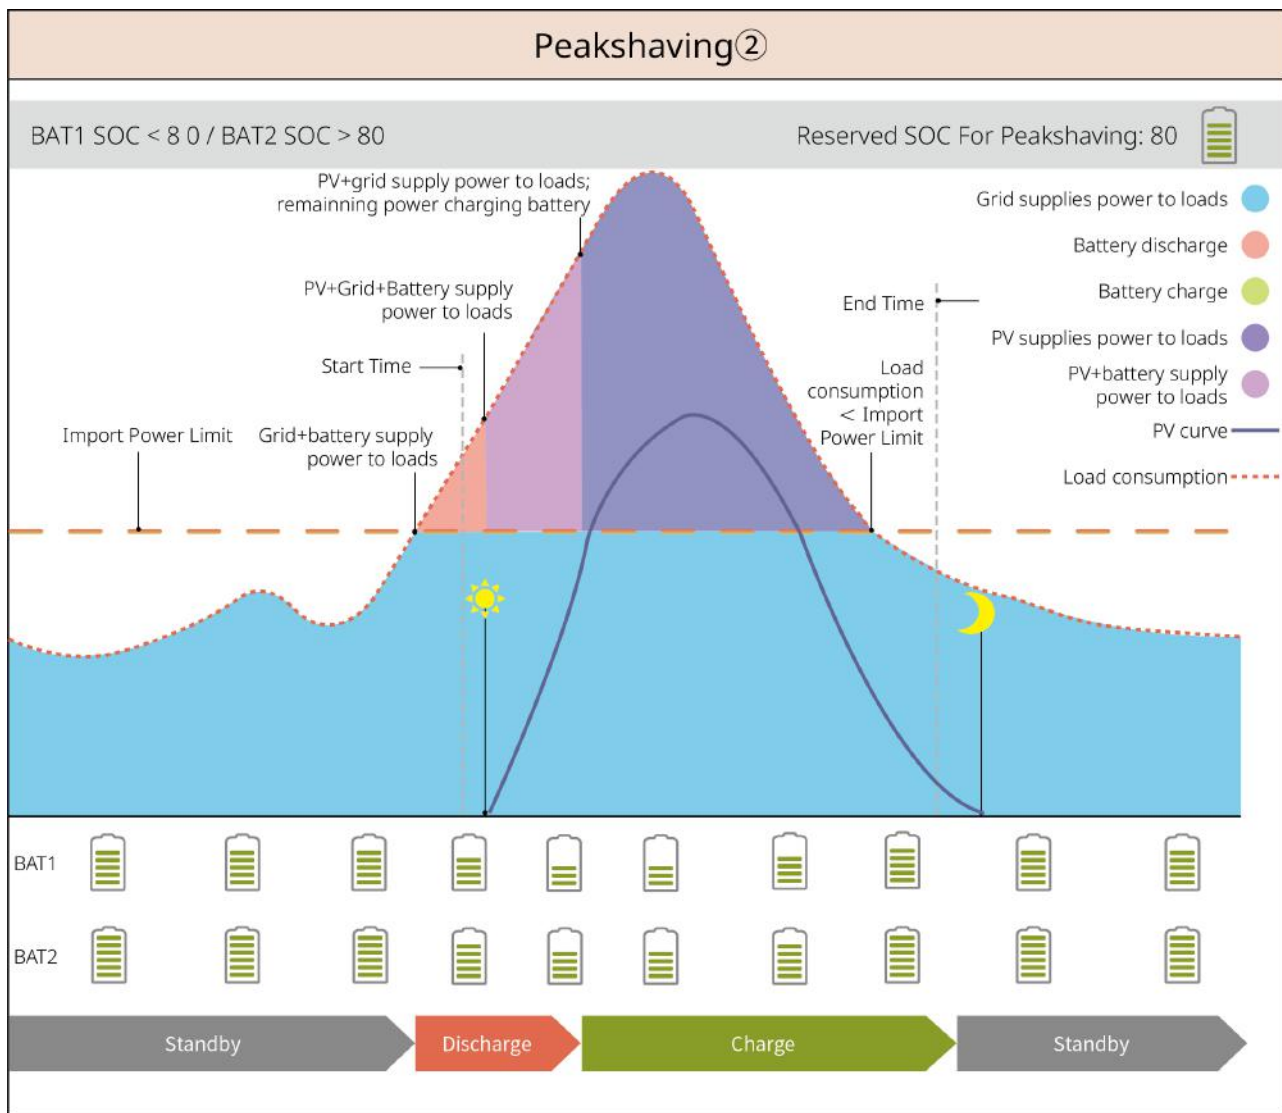 Peakshaving②
BAT1 SOC < 8 0 / BAT2 SOC > 80
Reserved SOC For Peakshaving: 80
PV+grid supply power to loads;
remainning power charging battery
PV+Grid+Battery supply
power to loads
Start Time
Import Power Limit
Grid+battery supply
power to loads
End Time
Load
consumption
< Import
Power Limit
Grid supplies power to loads
Battery discharge
Battery charge
PV supplies power to loads
PV+battery supply
power to loads
PV curve
Load consumption
BAT1
BAT2
Standby
Discharge
Charge
Standby